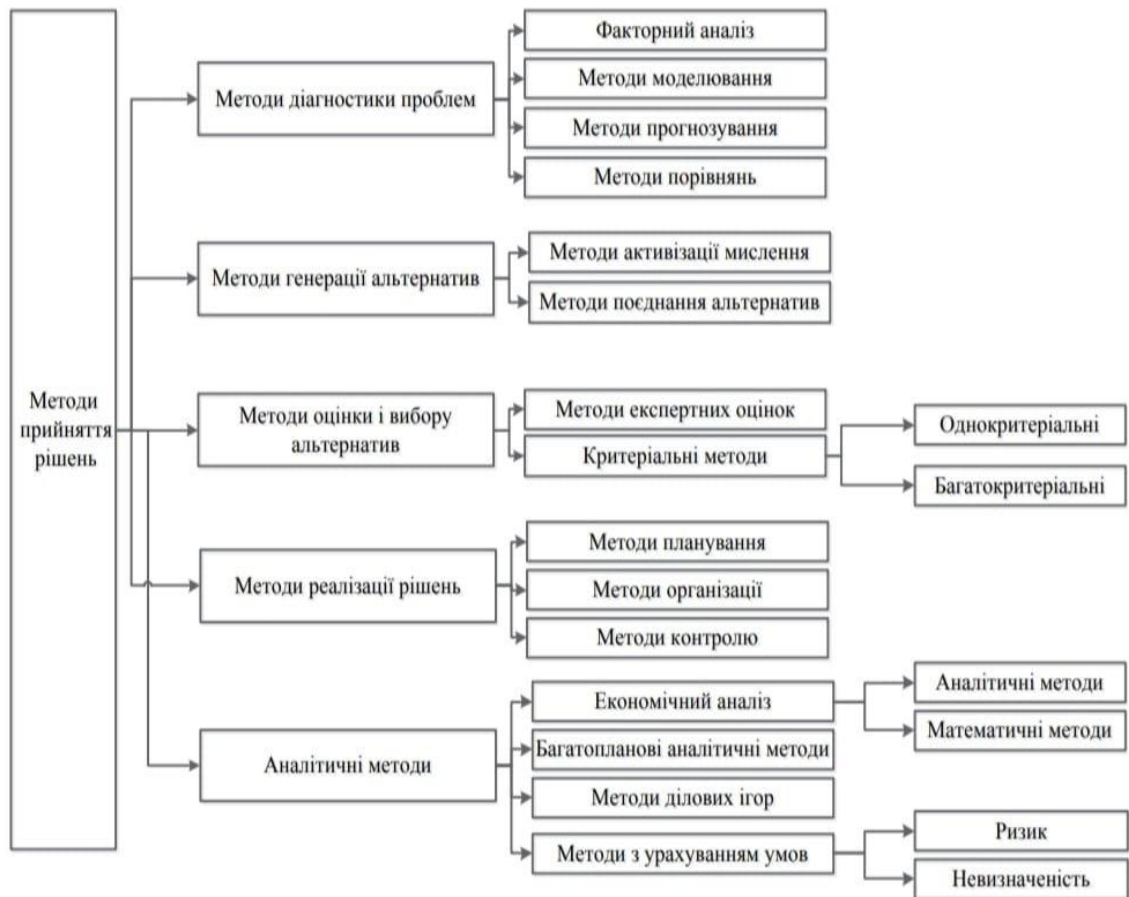 Методи
прийняття
рішень
Методи діагностики проблем
Факторний аналіз
Методи моделювання
Методи прогнозування
Методи порівнянь
Методи генерації альтернатив
Методи активізації мислення
Методи поєднання альтернатив
Методи оцінки і вибору
альтернатив
Методи експертних оцінок
Критеріальні методи
Однокритеріальні
Багатокритеріальні
Методи реалізації рішень
Методи планування
Методи організації
Методи контролю
Аналітичні методи
Економічний аналіз
Аналітичні методи
Математичні методи
Багатопланові аналітичні методи
Методи ділових ігор
Методи з урахуванням умов
Ризик
Невизначеність